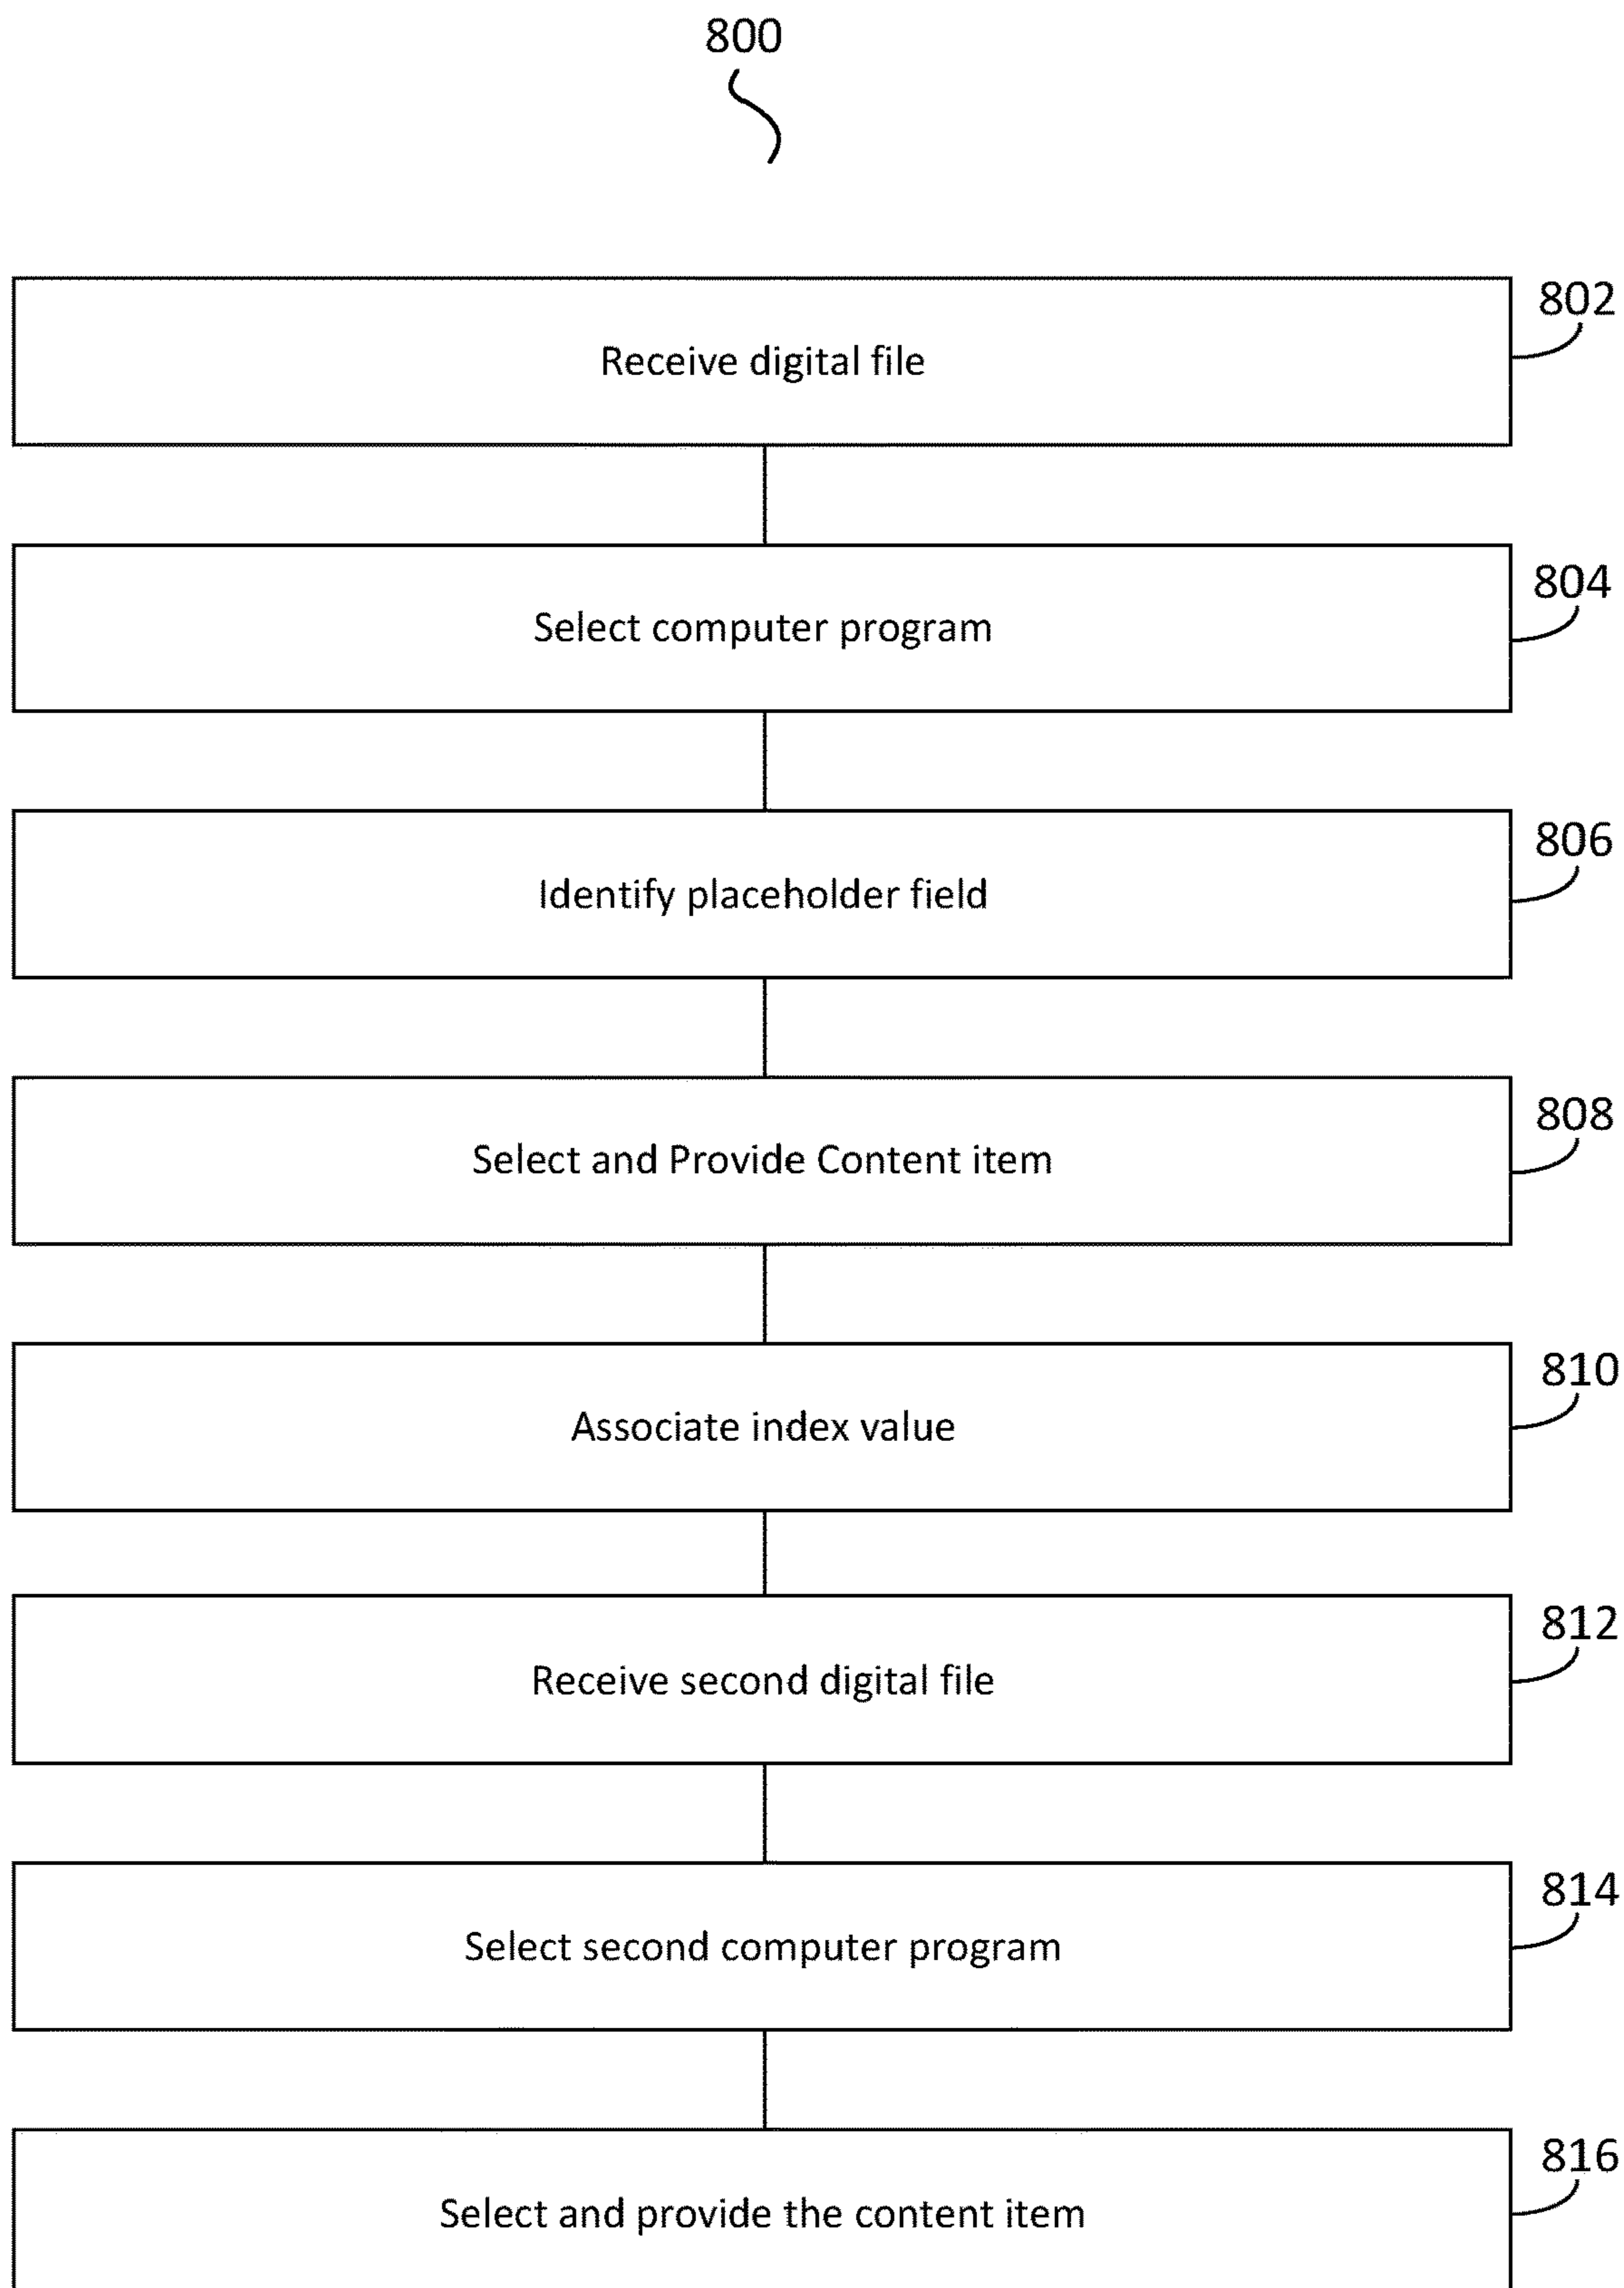 800
802
Receive digital file
804
Select computer program
806
Identify placeholder field
808
Select and Provide Content item
810
Associate index value
812
Receive second digital file
814
Select second computer program
816
Select and provide the content item